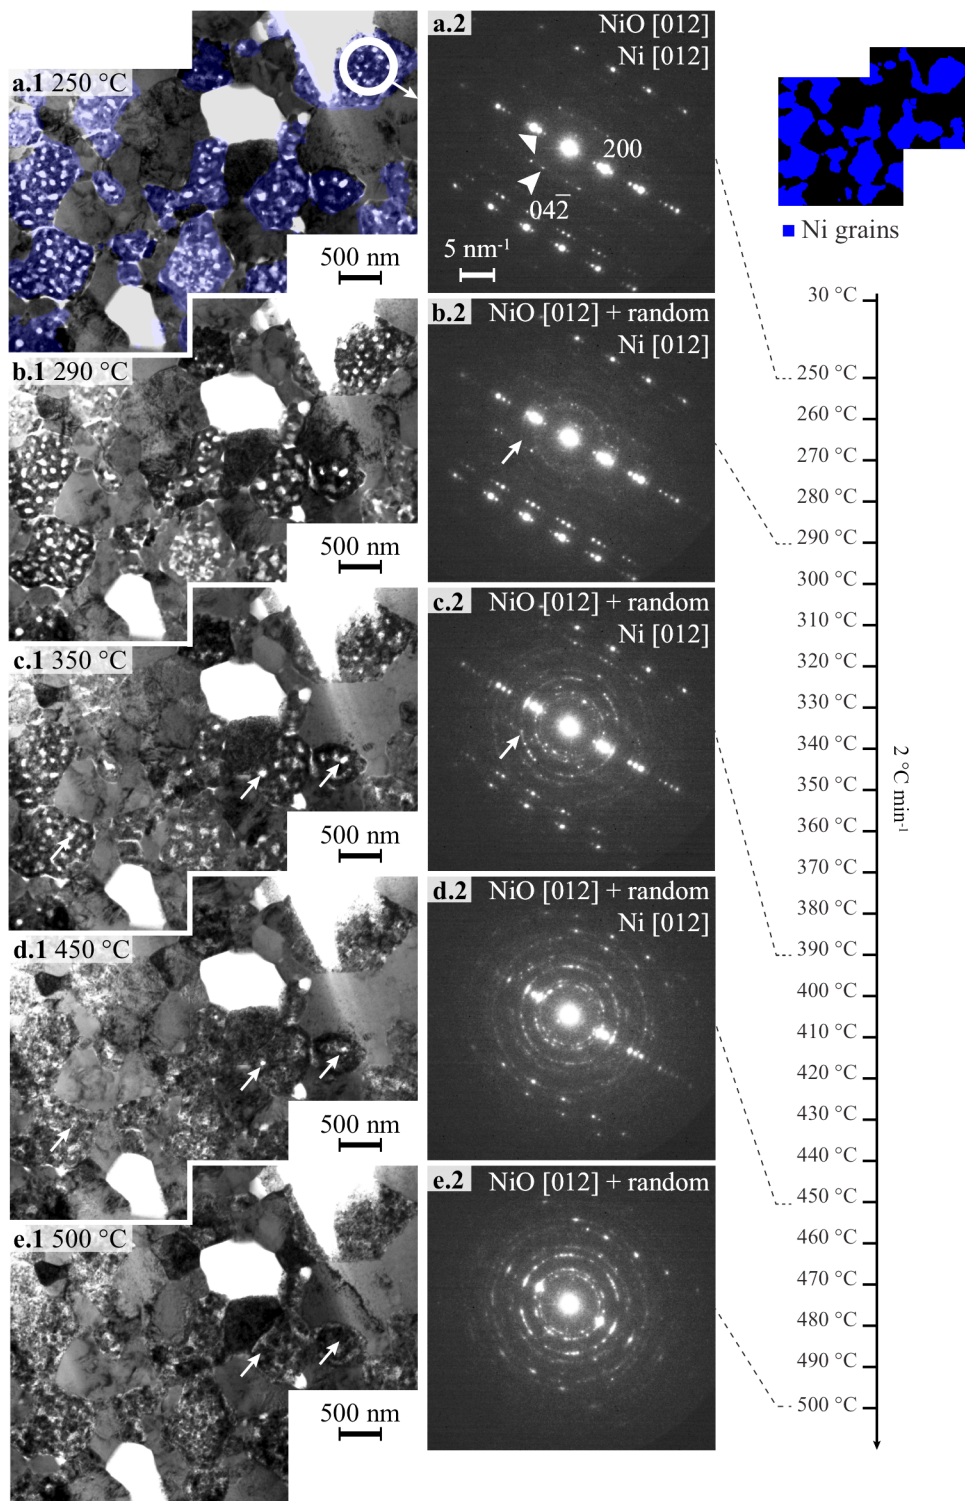 a.1 250 °C
500 nm
a.2
NiO [012]
Ni [012]
200
042̅
5 nm⁻¹
Ni grains
b.1 290 °C
500 nm
b.2
NiO [012] + random
Ni [012]
c.1 350 °C
500 nm
c.2
NiO [012] + random
Ni [012]
d.1 450 °C
500 nm
d.2
NiO [012] + random
Ni [012]
e.1 500 °C
500 nm
e.2
NiO [012] + random
30 °C
250 °C
260 °C
270 °C
280 °C
290 °C
300 °C
310 °C
320 °C
330 °C
340 °C
350 °C
360 °C
370 °C
380 °C
390 °C
400 °C
410 °C
420 °C
430 °C
440 °C
450 °C
460 °C
470 °C
480 °C
490 °C
500 °C
2 °C min⁻¹